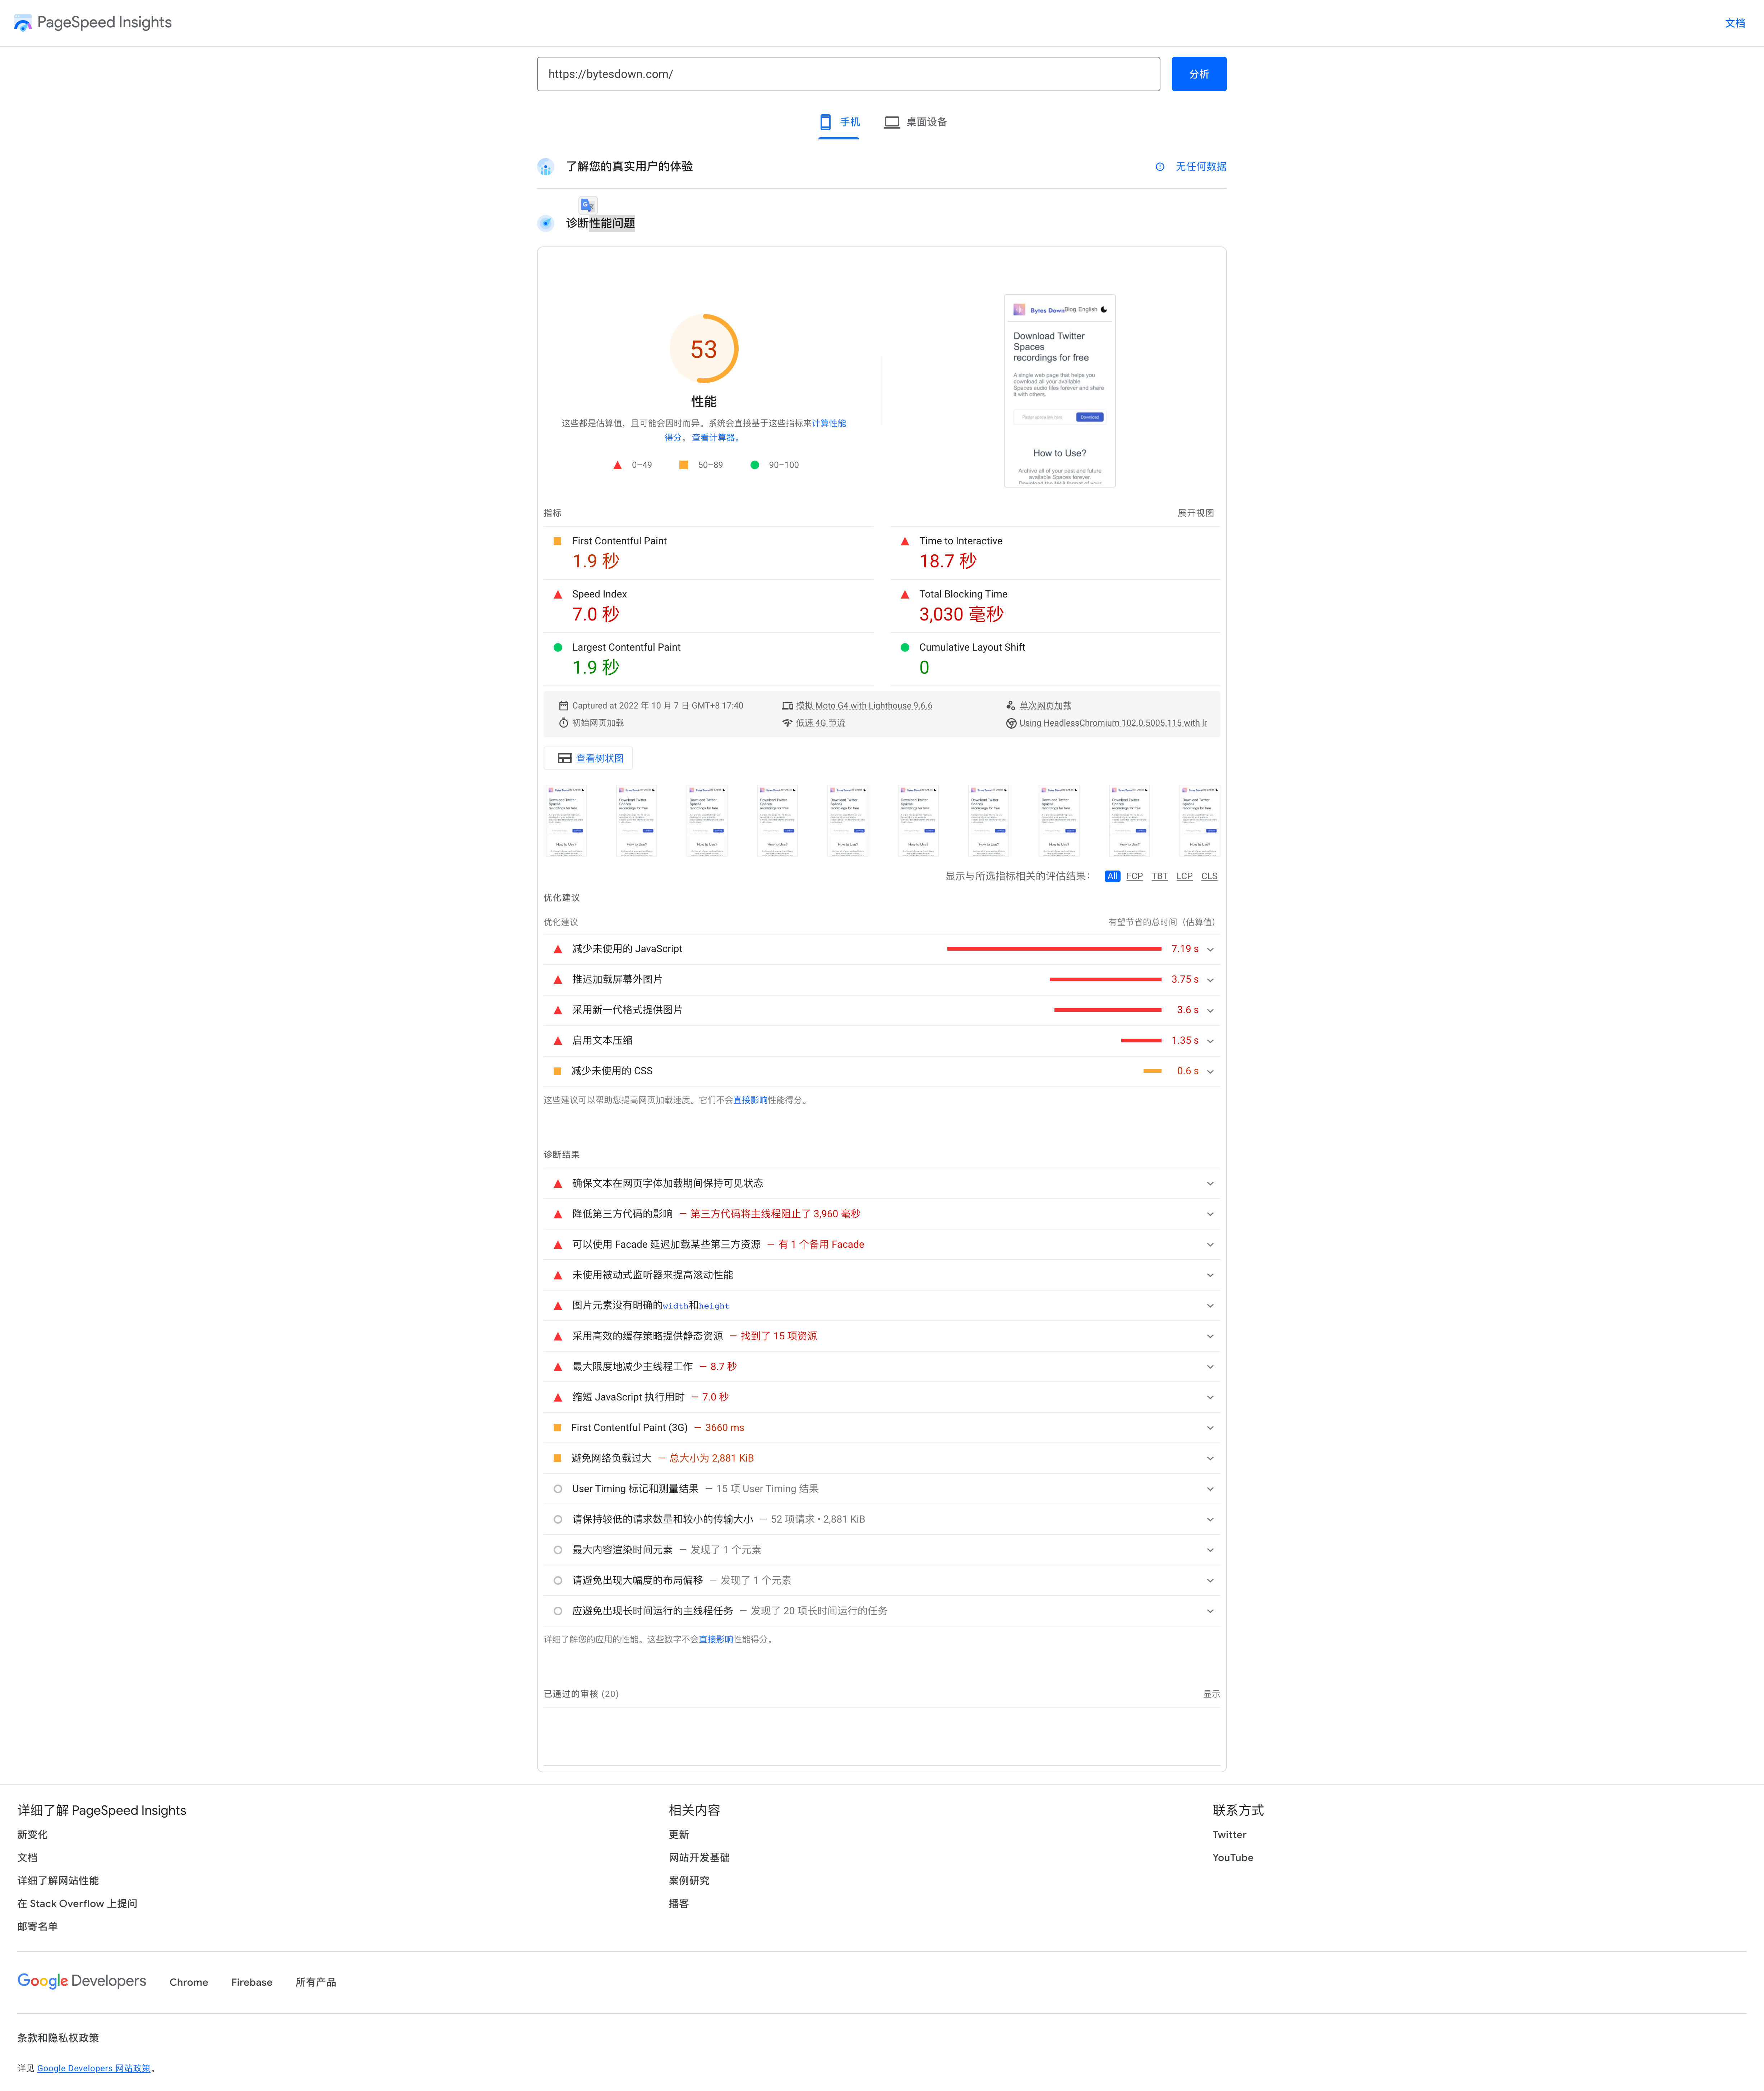 PageSpeed Insights
文档
https://bytesdown.com/
分析
手机
桌面设备
了解您的真实用户的体验
无任何数据
诊断性能问题
53
性能
这些都是估算值，且可能会因时而异。系统会直接基于这些指标来计算性能
得分。查看计算器。
0–49
50–89
90–100
Bytes Down
Blog English
Download Twitter
Spaces
recordings for free
A single web page that helps you
download all your available
Spaces audio files forever and share
it with others.
Download
How to Use?
Archive all of your past and future
available Spaces forever.
指标
展开视图
First Contentful Paint
1.9 秒
Time to Interactive
18.7 秒
Speed Index
7.0 秒
Total Blocking Time
3,030 毫秒
Largest Contentful Paint
1.9 秒
Cumulative Layout Shift
0
Captured at 2022 年 10 月 7 日 GMT+8 17:40
模拟 Moto G4 with Lighthouse 9.6.6
单次网页加载
初始网页加载
低速 4G 节流
Using HeadlessChromium 102.0.5005.115 with lr
查看树状图
显示与所选指标相关的评估结果：
All FCP TBT LCP CLS
优化建议
优化建议
有望节省的总时间（估算值）
减少未使用的 JavaScript
7.19 s
推迟加载屏幕外图片
3.75 s
采用新一代格式提供图片
3.6 s
启用文本压缩
1.35 s
减少未使用的 CSS
0.6 s
这些建议可以帮助您提高网页加载速度。它们不会直接影响性能得分。
诊断结果
确保文本在网页字体加载期间保持可见状态
降低第三方代码的影响 — 第三方代码将主线程阻止了 3,960 毫秒
可以使用 Facade 延迟加载某些第三方资源 — 有 1 个备用 Facade
未使用被动式监听器来提高滚动性能
图片元素没有明确的width和height
采用高效的缓存策略提供静态资源 — 找到了 15 项资源
最大限度地减少主线程工作 — 8.7 秒
缩短 JavaScript 执行用时 — 7.0 秒
First Contentful Paint (3G) — 3660 ms
避免网络负载过大 — 总大小为 2,881 KiB
User Timing 标记和测量结果 — 15 项 User Timing 结果
请保持较低的请求数量和较小的传输大小 — 52 项请求 • 2,881 KiB
最大内容渲染时间元素 — 发现了 1 个元素
请避免出现大幅度的布局偏移 — 发现了 1 个元素
应避免出现长时间运行的主线程任务 — 发现了 20 项长时间运行的任务
详细了解您的应用的性能。这些数字不会直接影响性能得分。
已通过的审核 (20)
显示
详细了解 PageSpeed Insights
新变化
文档
详细了解网站性能
在 Stack Overflow 上提问
邮寄名单
相关内容
更新
网站开发基础
案例研究
播客
联系方式
Twitter
YouTube
Google Developers
Chrome
Firebase
所有产品
条款和隐私权政策
详见 Google Developers 网站政策。